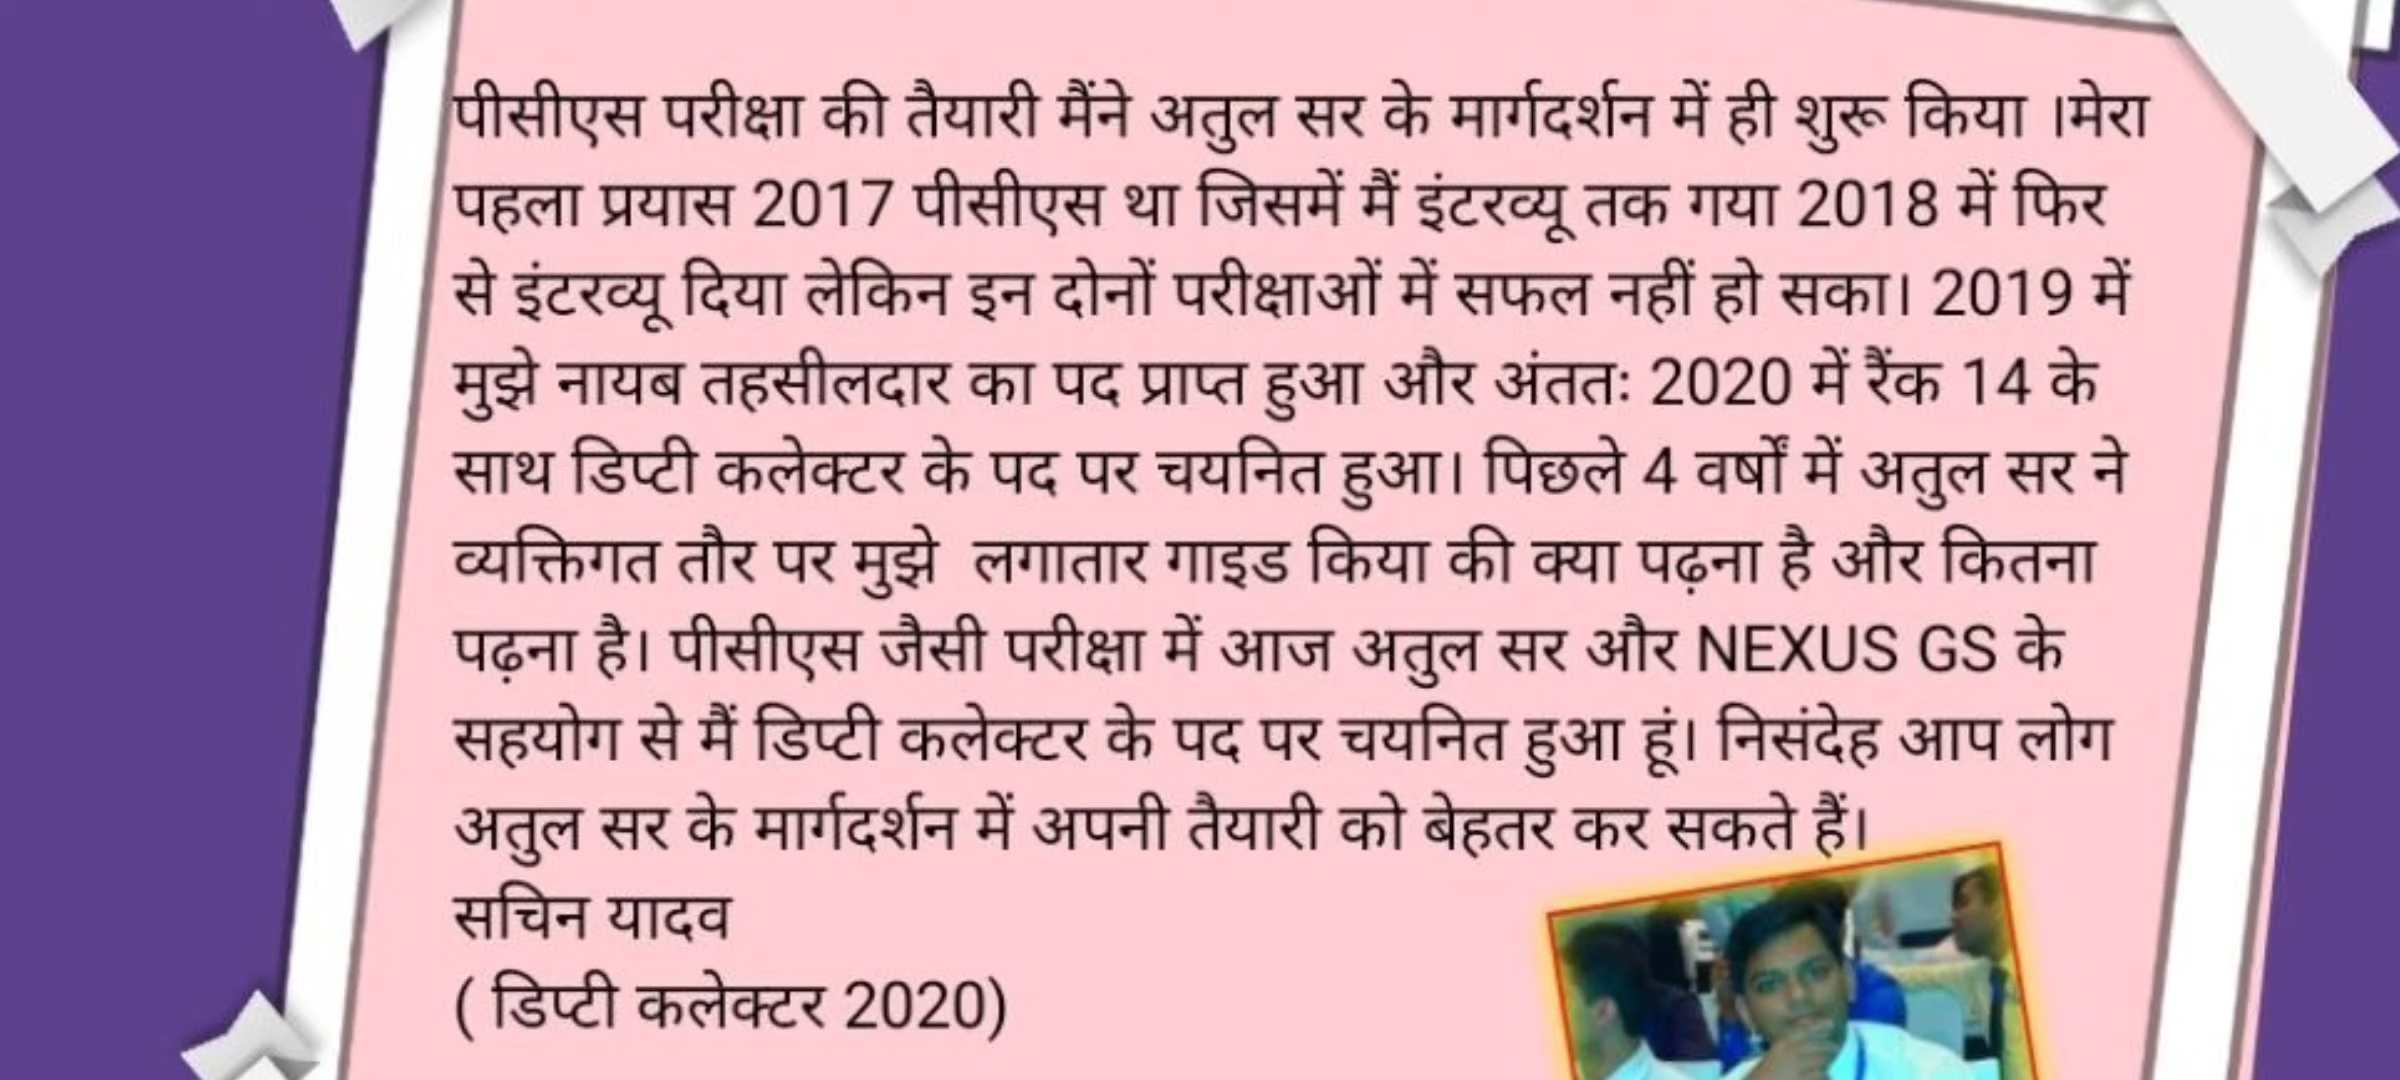 पीसीएस परीक्षा की तैयारी मैंने अतुल सर के मार्गदर्शन में ही शुरू किया ।मेरा
पहला प्रयास 2017 पीसीएस था जिसमें मैं इंटरव्यू तक गया 2018 में फिर
से इंटरव्यू दिया लेकिन इन दोनों परीक्षाओं में सफल नहीं हो सका। 2019 में
मुझे नायब तहसीलदार का पद प्राप्त हुआ और अंततः 2020 में रैंक 14 के
साथ डिप्टी कलेक्टर के पद पर चयनित हुआ। पिछले 4 वर्षों में अतुल सर ने
व्यक्तिगत तौर पर मुझे  लगातार गाइड किया की क्या पढ़ना है और कितना
पढ़ना है। पीसीएस जैसी परीक्षा में आज अतुल सर और NEXUS GS के
सहयोग से मैं डिप्टी कलेक्टर के पद पर चयनित हुआ हूं। निसंदेह आप लोग
अतुल सर के मार्गदर्शन में अपनी तैयारी को बेहतर कर सकते हैं।
सचिन यादव
( डिप्टी कलेक्टर 2020)